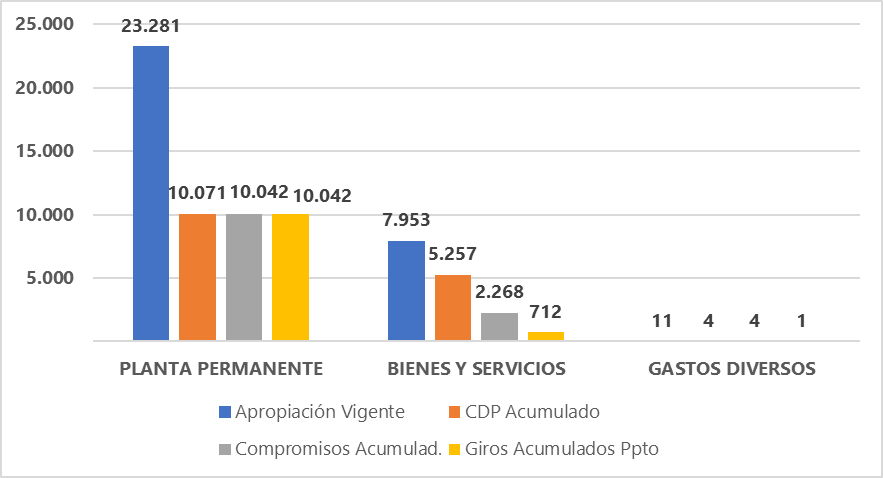 25.000
20.000
15.000
10.000
5.000
23.281
10.071
10.042
10.042
7.953
5.257
2.268
712
11
4
4
1
PLANTA PERMANENTE
BIENES Y SERVICIOS
GASTOS DIVERSOS
Apropiación Vigente
CDP Acumulado
Compromisos Acumulad.
Giros Acumulados Ppto